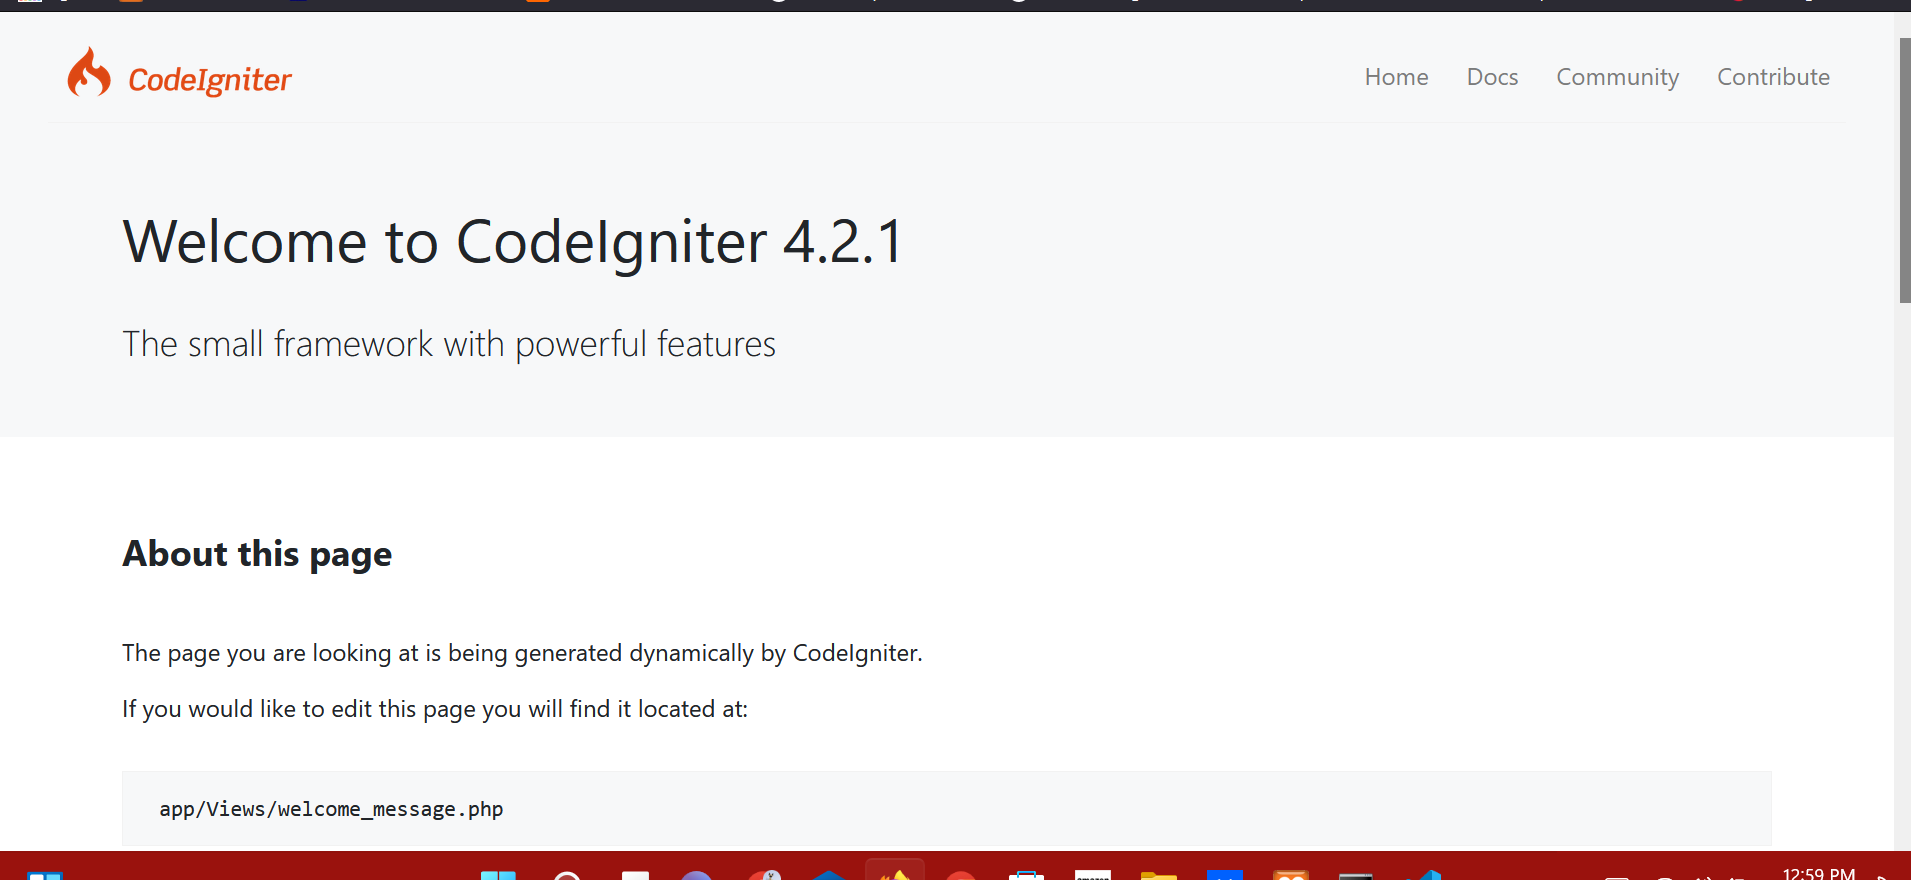 CodeIgniter
Home Docs Community Contribute
Welcome to CodeIgniter 4.2.1
The small framework with powerful features
About this page
The page you are looking at is being generated dynamically by CodeIgniter.
If you would like to edit this page you will find it located at:
app/Views/welcome_message.php
12:59 PM